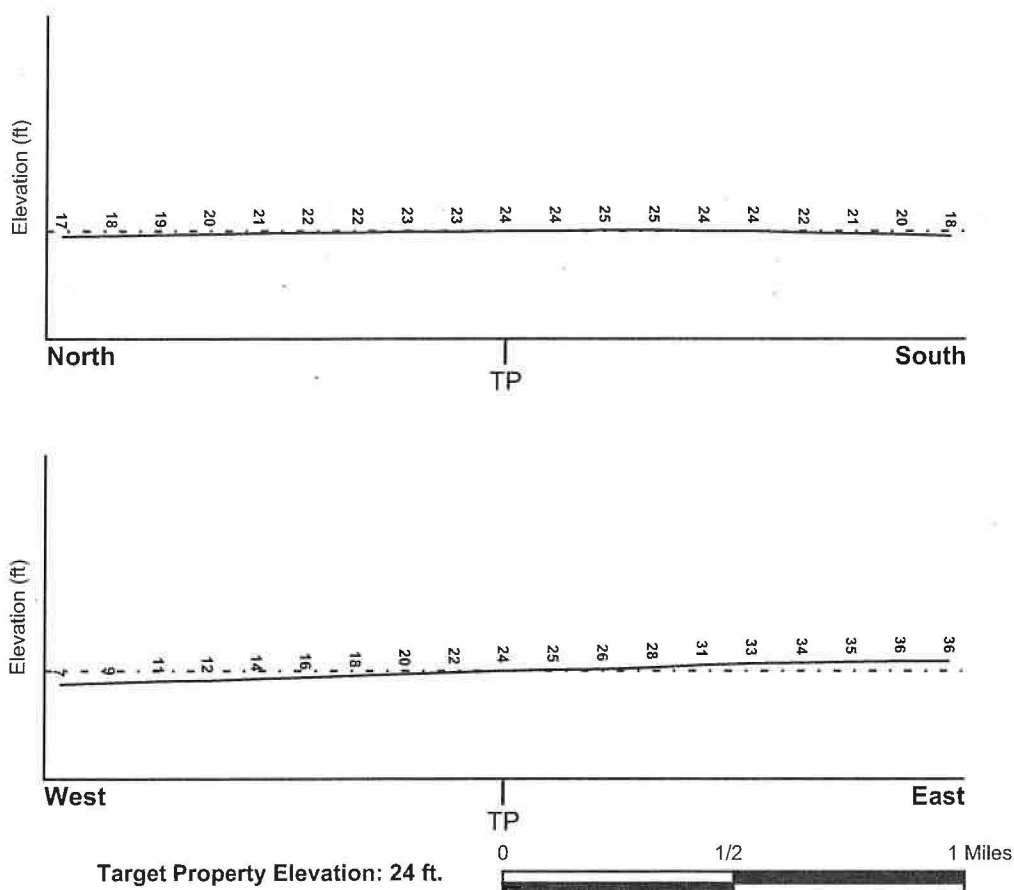 Elevation (ft)
17 18 19 20 21 22 22 23 23 24 24 25 25 24 24 22 21 20 18
North South
TP
Elevation (ft)
7 9 11 12 14 16 18 20 22 24 25 26 28 31 33 34 35 36 36
West East
TP
Target Property Elevation: 24 ft.
0 1/2 1 Miles